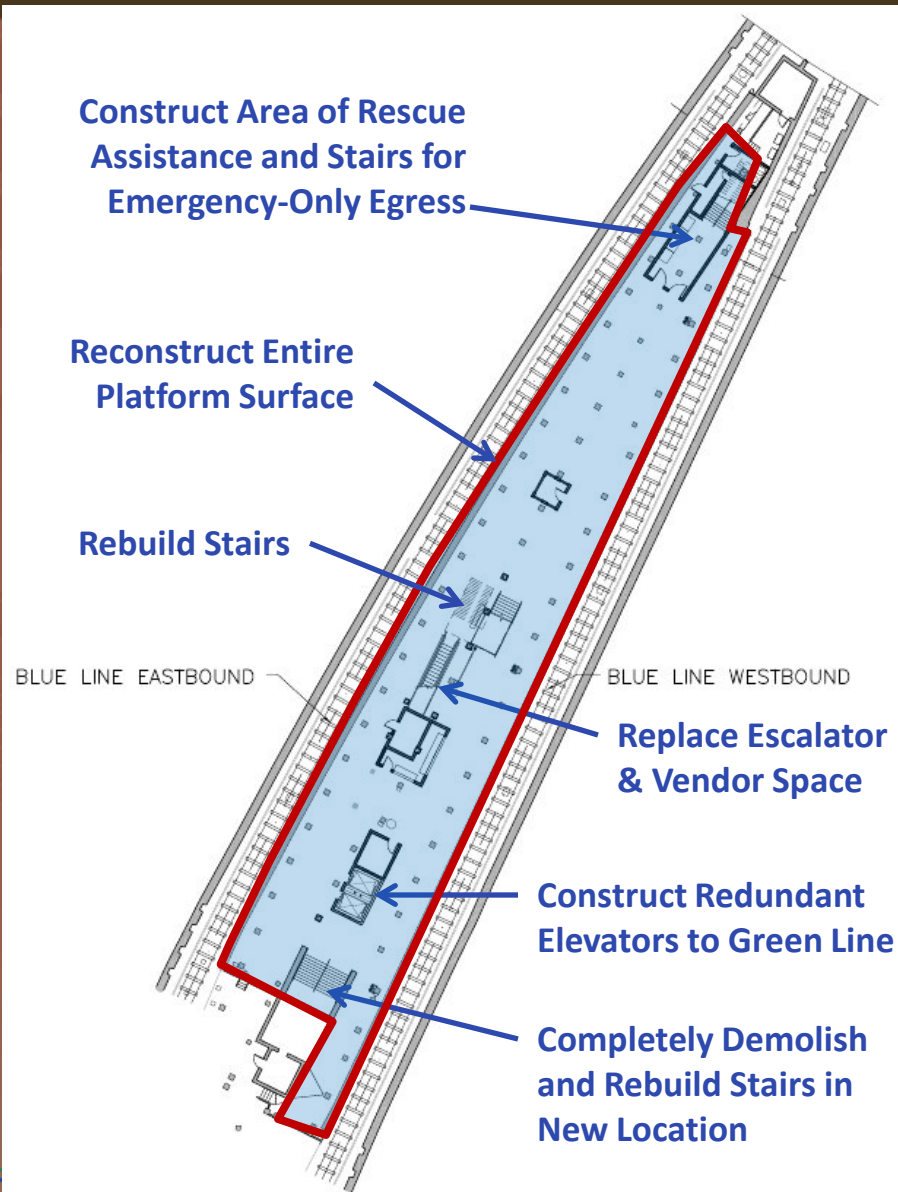 Construct Area of Rescue
Assistance and Stairs for
Emergency-Only Egress
Reconstruct Entire
Platform Surface
Rebuild Stairs
BLUE LINE EASTBOUND
BLUE LINE WESTBOUND
Replace Escalator
& Vendor Space
Construct Redundant
Elevators to Green Line
Completely Demolish
and Rebuild Stairs in
New Location